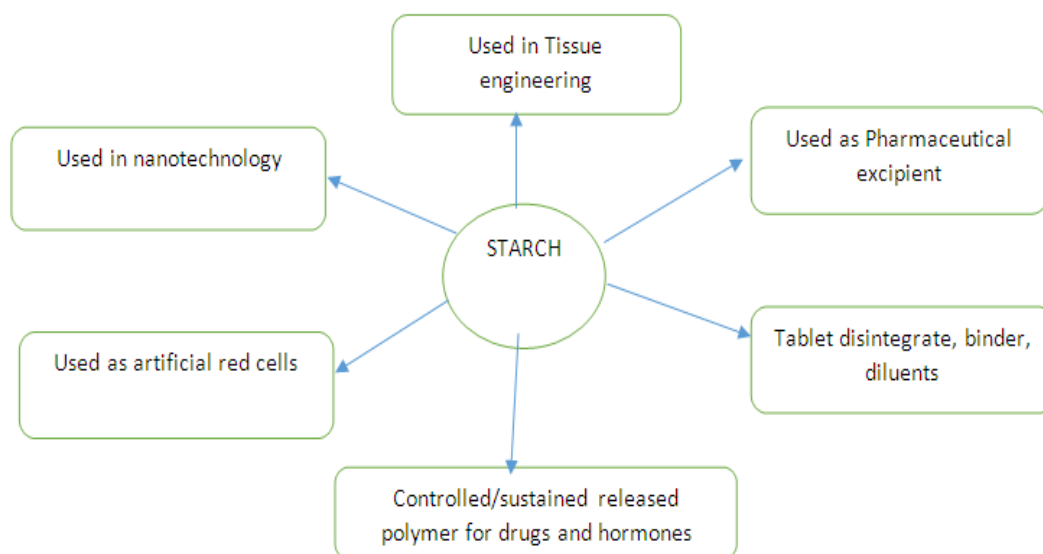 Used in Tissue
engineering
Used in nanotechnology
Used as Pharmaceutical
excipient
STARCH
Used as artificial red cells
Tablet disintegrate, binder,
diluents
Controlled/sustained released
polymer for drugs and hormones